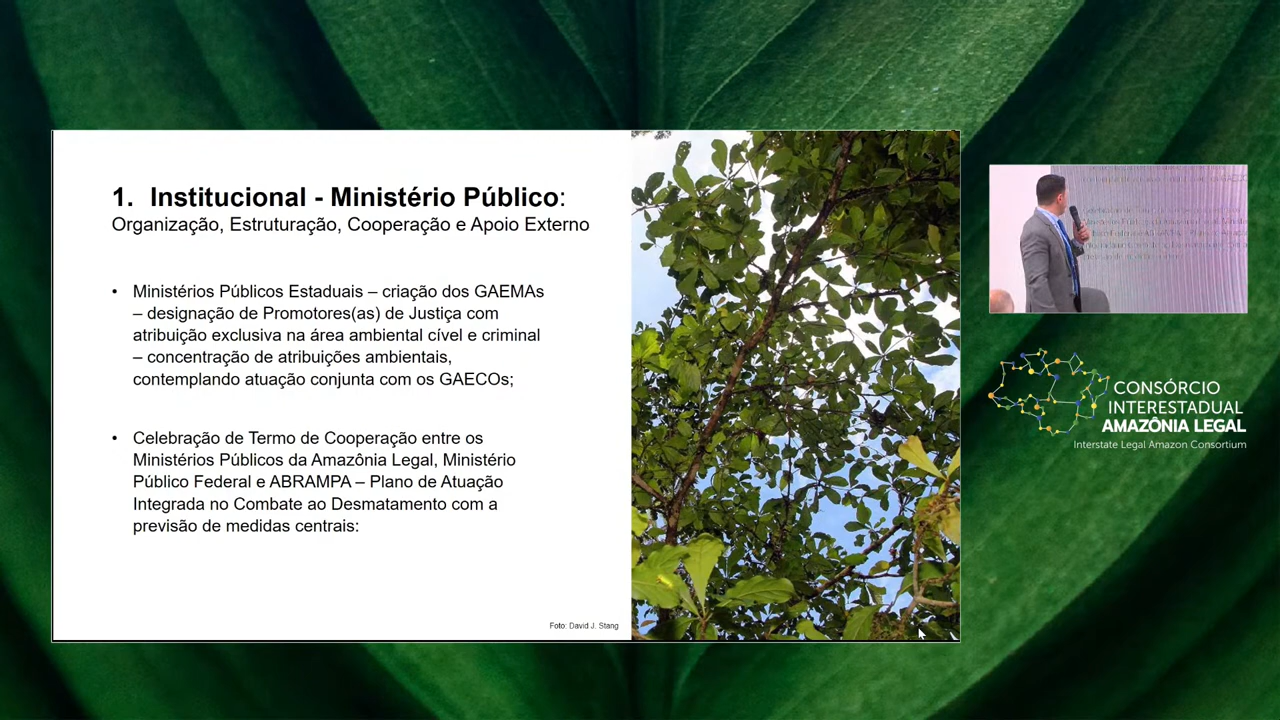 1. Institucional - Ministério Público:
Organização, Estruturação, Cooperação e Apoio Externo
• Ministérios Públicos Estaduais – criação dos GAEMAs
– designação de Promotores(as) de Justiça com
atribuição exclusiva na área ambiental cível e criminal
– concentração de atribuições ambientais,
contemplando atuação conjunta com os GAECOs;
• Celebração de Termo de Cooperação entre os
Ministérios Públicos da Amazônia Legal, Ministério
Público Federal e ABRAMPA – Plano de Atuação
Integrada no Combate ao Desmatamento com a
previsão de medidas centrais:
Foto: David J. Stang
CONSÓRCIO
INTERESTADUAL
AMAZÔNIA LEGAL
Interstate Legal Amazon Consortium